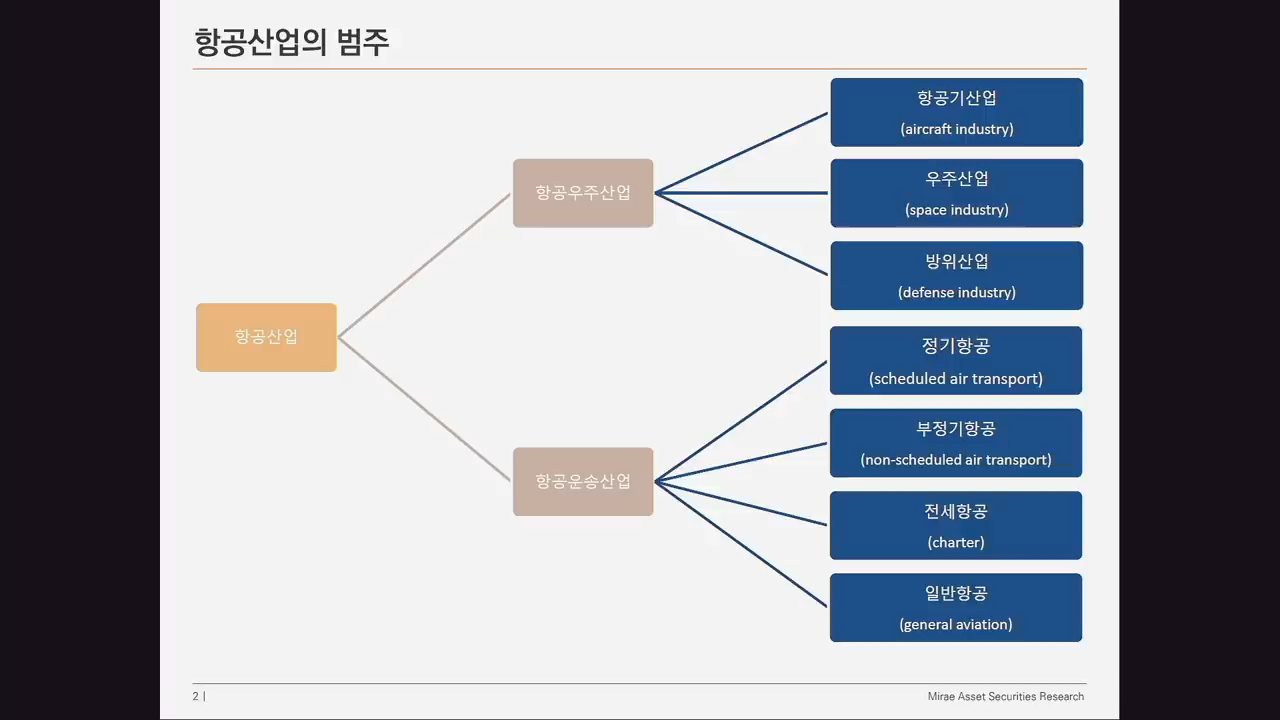 항공산업의 범주
항공기산업
(aircraft industry)
항공우주산업
우주산업
(space industry)
방위산업
(defense industry)
항공산업
정기항공
(scheduled air transport)
부정기항공
(non-scheduled air transport)
항공운송산업
전세항공
(charter)
일반항공
(general aviation)
2 |
Mirae Asset Securities Research